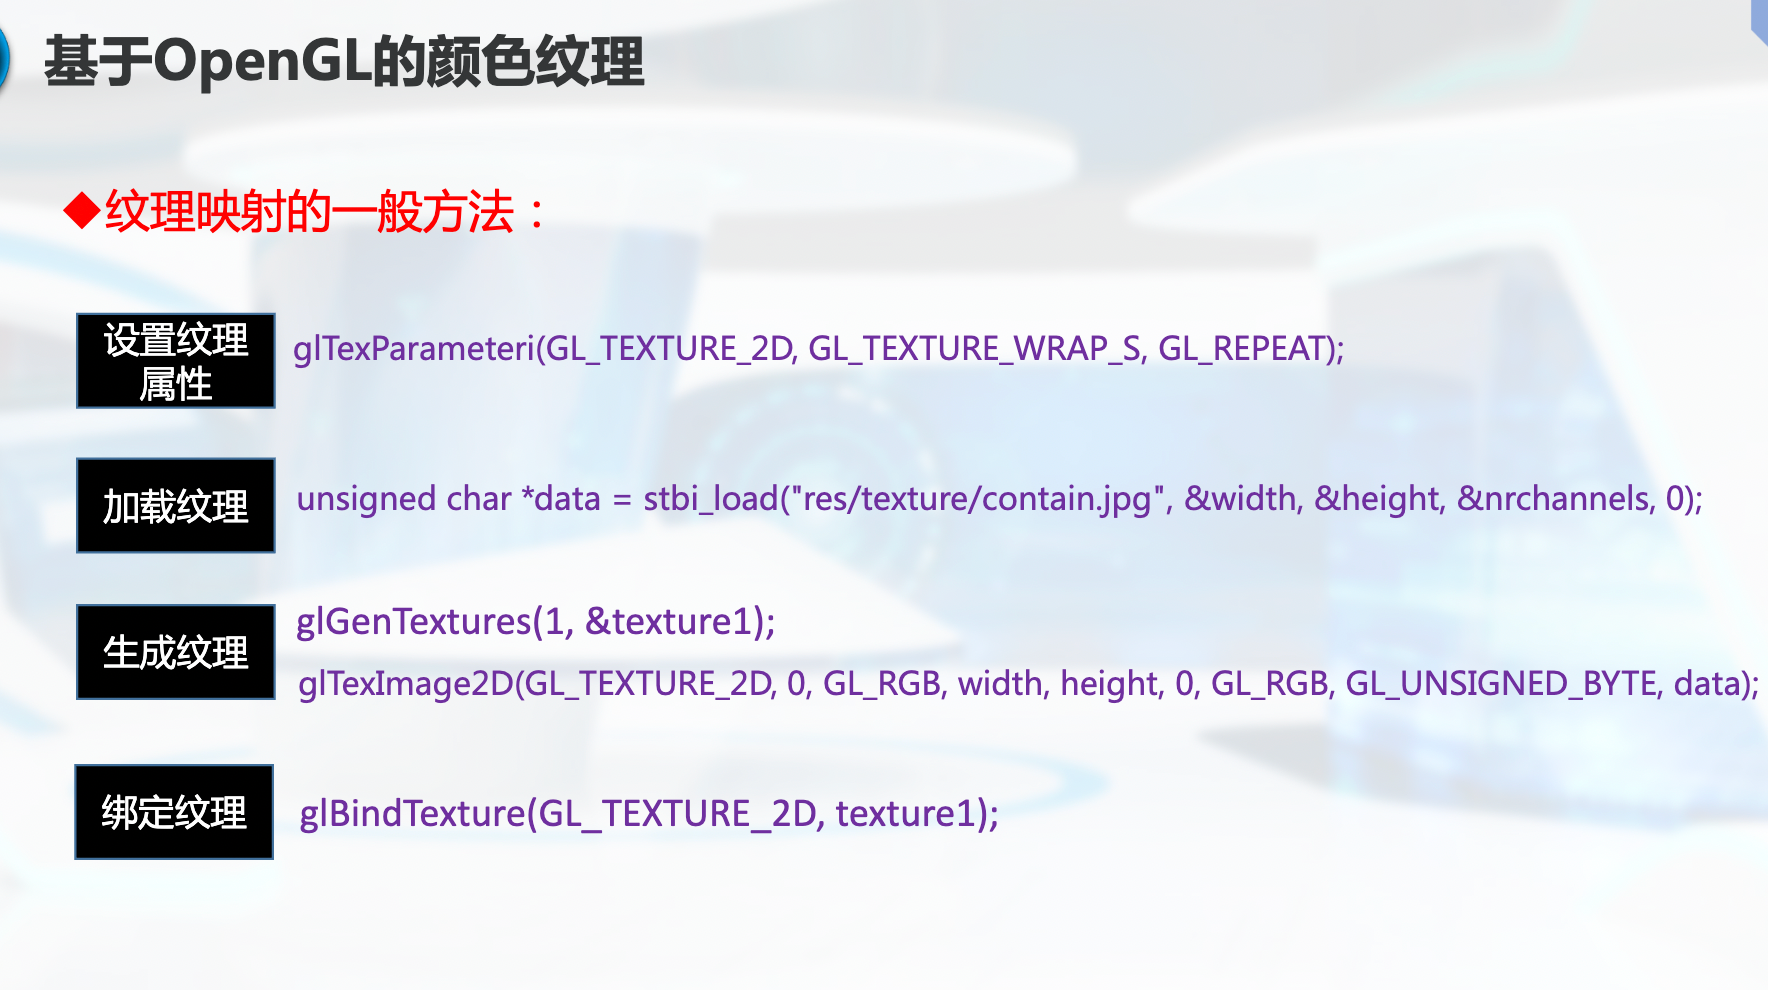 基于OpenGL的颜色纹理
◆纹理映射的一般方法：
设置纹理
属性
glTexParameteri(GL_TEXTURE_2D, GL_TEXTURE_WRAP_S, GL_REPEAT);
加载纹理
unsigned char *data = stbi_load("res/texture/contain.jpg", &width, &height, &nrchannels, 0);
生成纹理
glGenTextures(1, &texture1);
glTexImage2D(GL_TEXTURE_2D, 0, GL_RGB, width, height, 0, GL_RGB, GL_UNSIGNED_BYTE, data);
绑定纹理
glBindTexture(GL_TEXTURE_2D, texture1);